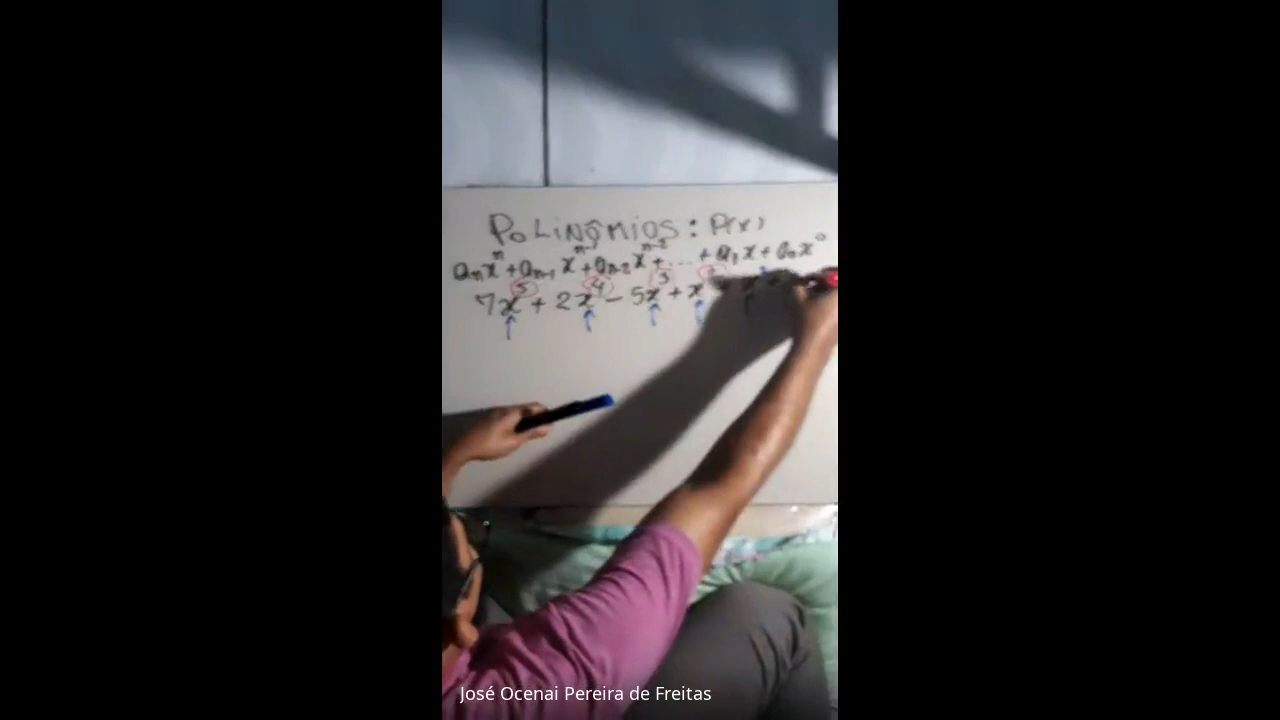 POLINÔMIOS: P(x)
aₙxⁿ + aₙ₋₁xⁿ⁻¹ + aₙ₋₂xⁿ⁻² + ... + a₁x + a₀x⁰
7x⁵ + 2x⁴ - 5x³ + x
José Ocenai Pereira de Freitas